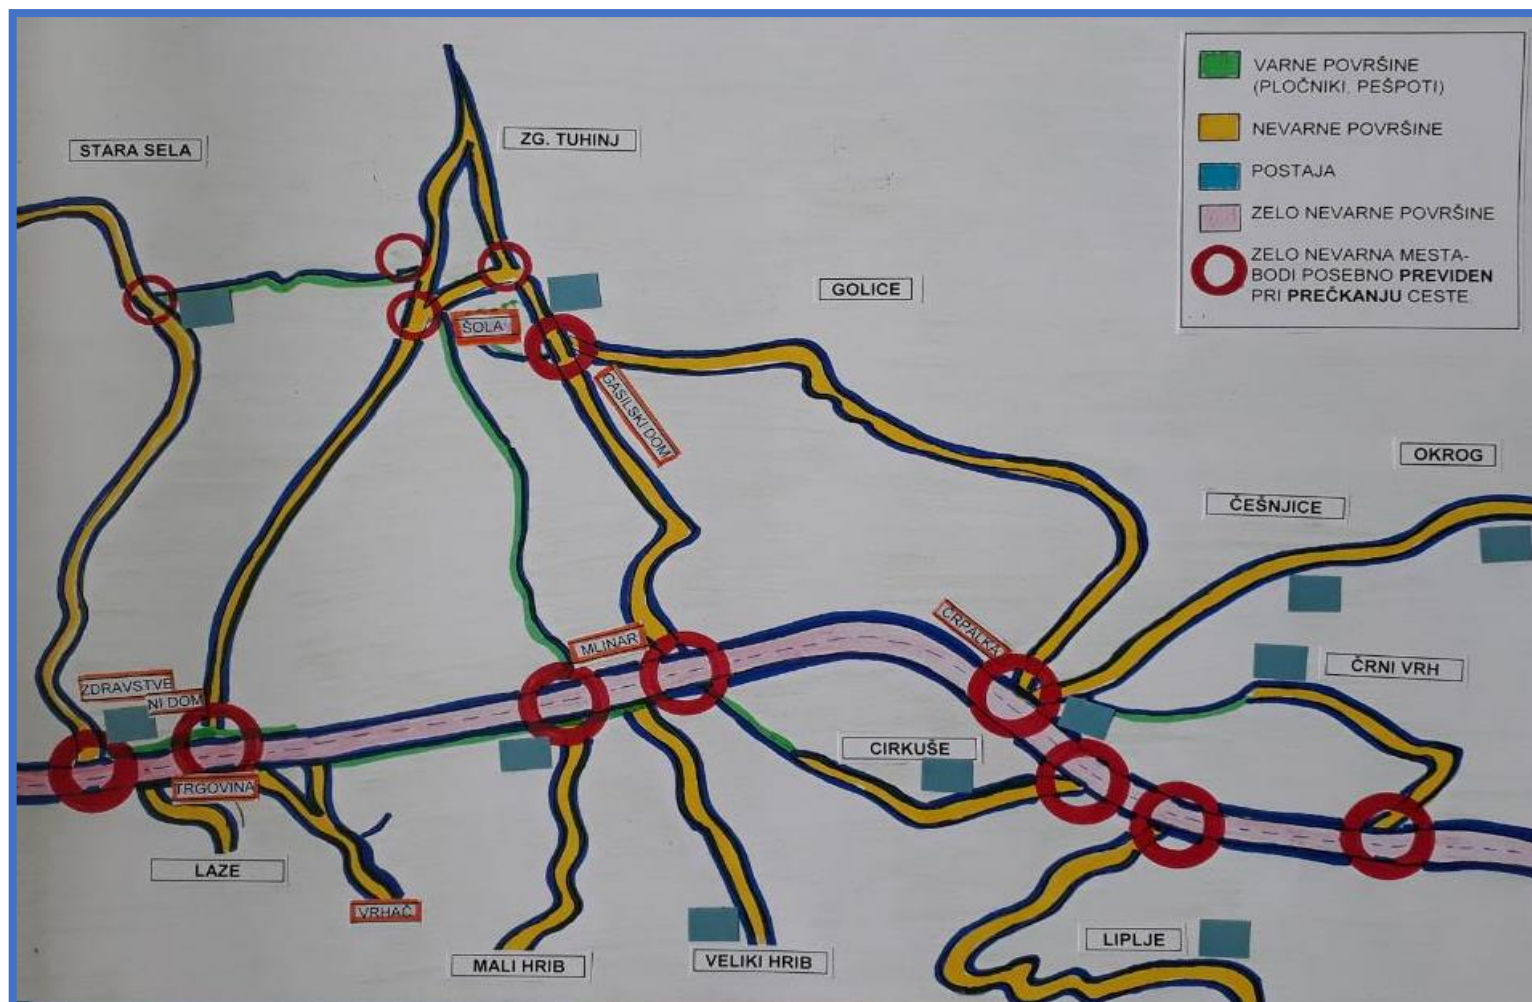 VARNE POVRŠINE
(PLOČNIKI, PEŠPOTI)
NEVARNE POVRŠINE
POSTAJA
ZELO NEVARNE POVRŠINE
ZELO NEVARNA MESTA-
BODI POSEBNO PREVIDEN
PRI PREČKANJU CESTE.
STARA SELA
ZG. TUHINJ
GOLICE
ŠOLA
GASILSKI DOM
OKROG
ČEŠNJICE
ČRPALKA
MLINAR
ČRNI VRH
ZDRAVSTVE
NI DOM
CIRKUŠE
TRGOVINA
LAZE
VRHAČ
MALI HRIB
VELIKI HRIB
LIPLJE